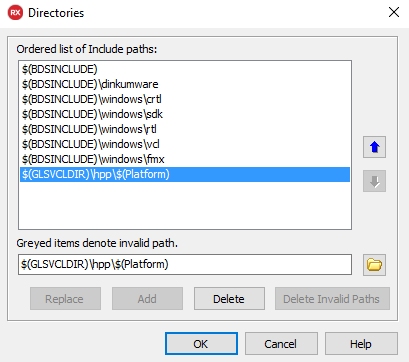 RX Directories
Ordered list of Include paths:
$(BDSINCLUDE)
$(BDSINCLUDE)\dinkumware
$(BDSINCLUDE)\windows\crtl
$(BDSINCLUDE)\windows\sdk
$(BDSINCLUDE)\windows\rtl
$(BDSINCLUDE)\windows\vcl
$(BDSINCLUDE)\windows\fmx
$(GLSVCLDIR)\hpp\$(Platform)
Greyed items denote invalid path.
$(GLSVCLDIR)\hpp\$(Platform)
Replace Add Delete Delete Invalid Paths
OK Cancel Help